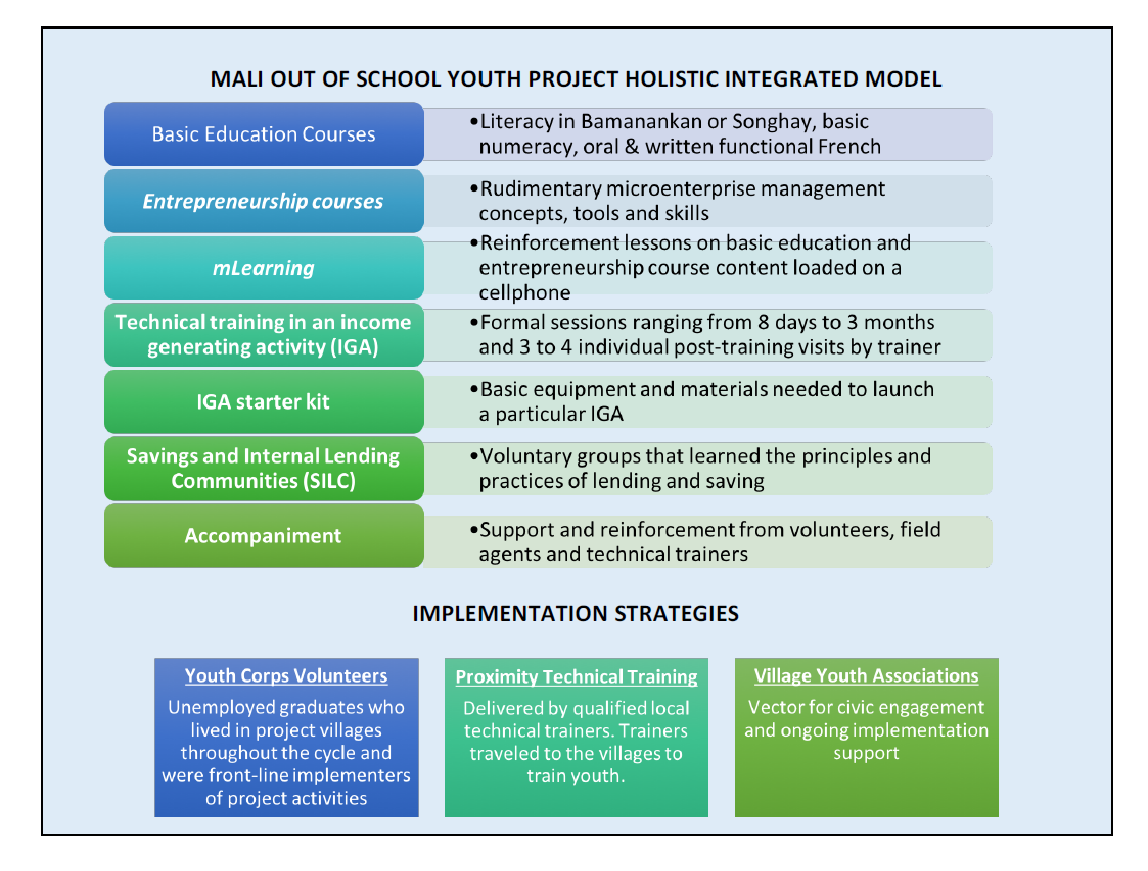 MALI OUT OF SCHOOL YOUTH PROJECT HOLISTIC INTEGRATED MODEL
Basic Education Courses
•Literacy in Bamanankan or Songhay, basic
numeracy, oral & written functional French
Entrepreneurship courses
•Rudimentary microenterprise management
concepts, tools and skills
mLearning
•Reinforcement lessons on basic education and
entrepreneurship course content loaded on a
cellphone
Technical training in an income
generating activity (IGA)
•Formal sessions ranging from 8 days to 3 months
and 3 to 4 individual post-training visits by trainer
IGA starter kit
•Basic equipment and materials needed to launch
a particular IGA
Savings and Internal Lending
Communities (SILC)
•Voluntary groups that learned the principles and
practices of lending and saving
Accompaniment
•Support and reinforcement from volunteers, field
agents and technical trainers
IMPLEMENTATION STRATEGIES
Youth Corps Volunteers
Unemployed graduates who
lived in project villages
throughout the cycle and
were front-line implementers
of project activities
Proximity Technical Training
Delivered by qualified local
technical trainers. Trainers
traveled to the villages to
train youth.
Village Youth Associations
Vector for civic engagement
and ongoing implementation
support